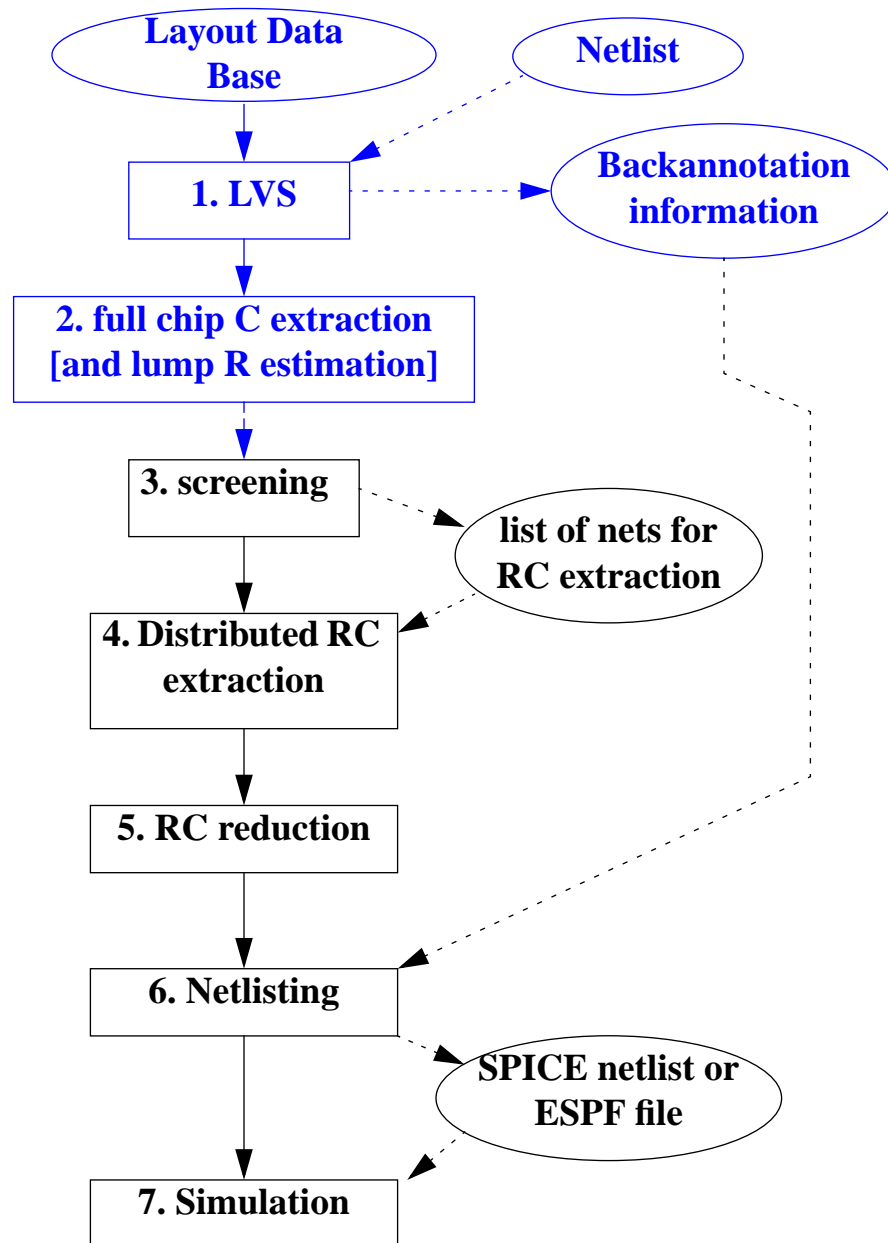 Layout Data
Base
Netlist
1. LVS
Backannotation
information
2. full chip C extraction
[and lump R estimation]
3. screening
list of nets for
RC extraction
4. Distributed RC
extraction
5. RC reduction
6. Netlisting
SPICE netlist or
ESPF file
7. Simulation